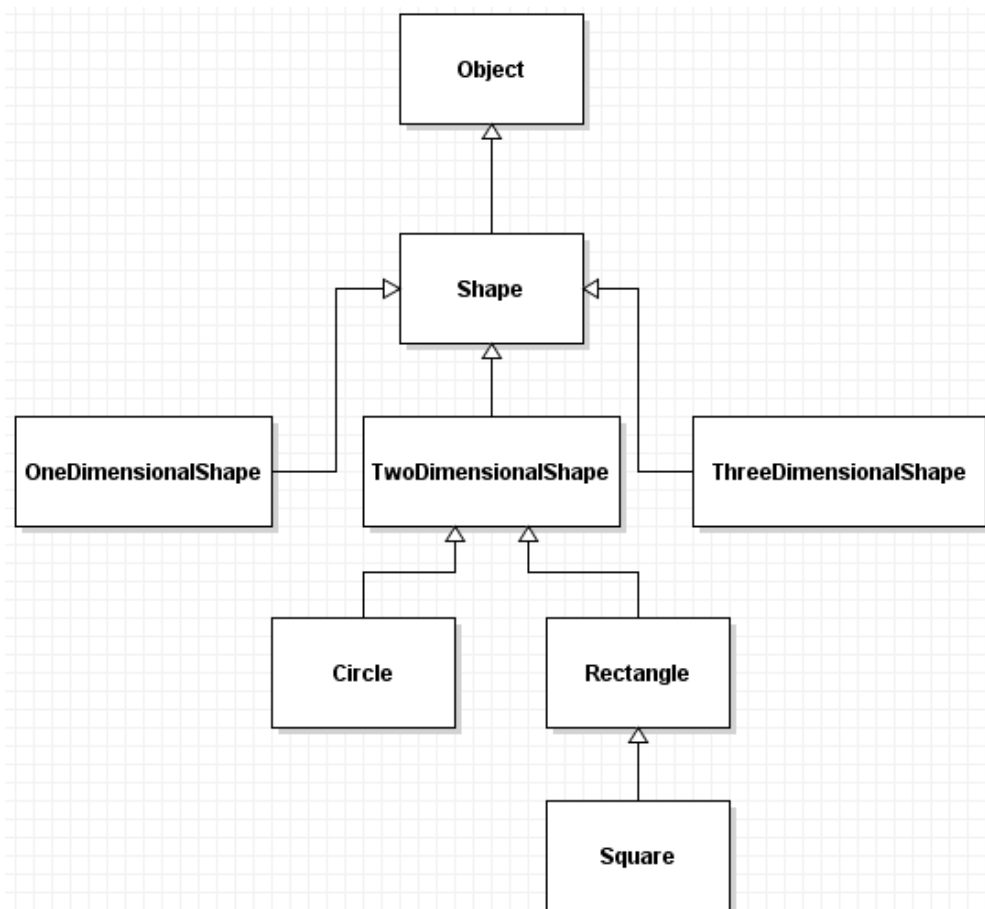 Object
Shape
OneDimensionalShape
TwoDimensionalShape
ThreeDimensionalShape
Circle
Rectangle
Square